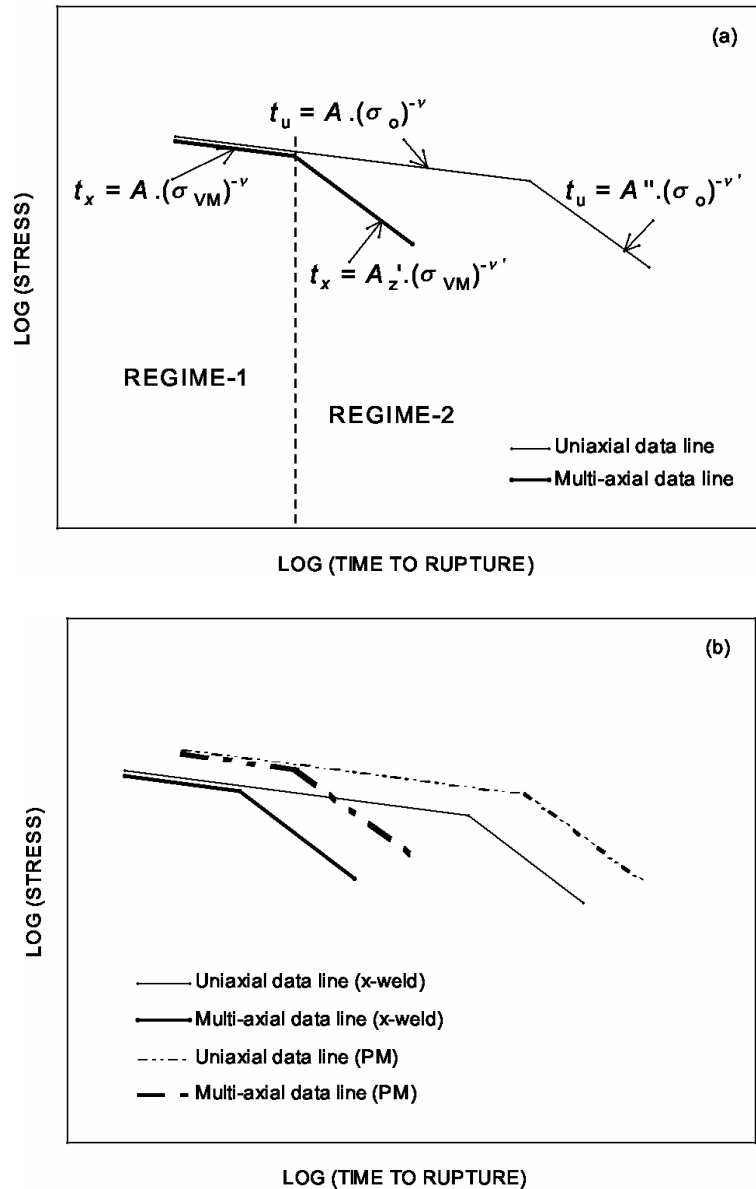 (a)
t_u = A .(σ_o)^-ν
t_x = A .(σ_VM)^-ν
t_u = A".(σ_o)^-ν'
t_x = A_z'.(σ_VM)^-ν'
LOG (STRESS)
REGIME-1
REGIME-2
Uniaxial data line
Multi-axial data line
LOG (TIME TO RUPTURE)
(b)
LOG (STRESS)
Uniaxial data line (x-weld)
Multi-axial data line (x-weld)
Uniaxial data line (PM)
Multi-axial data line (PM)
LOG (TIME TO RUPTURE)